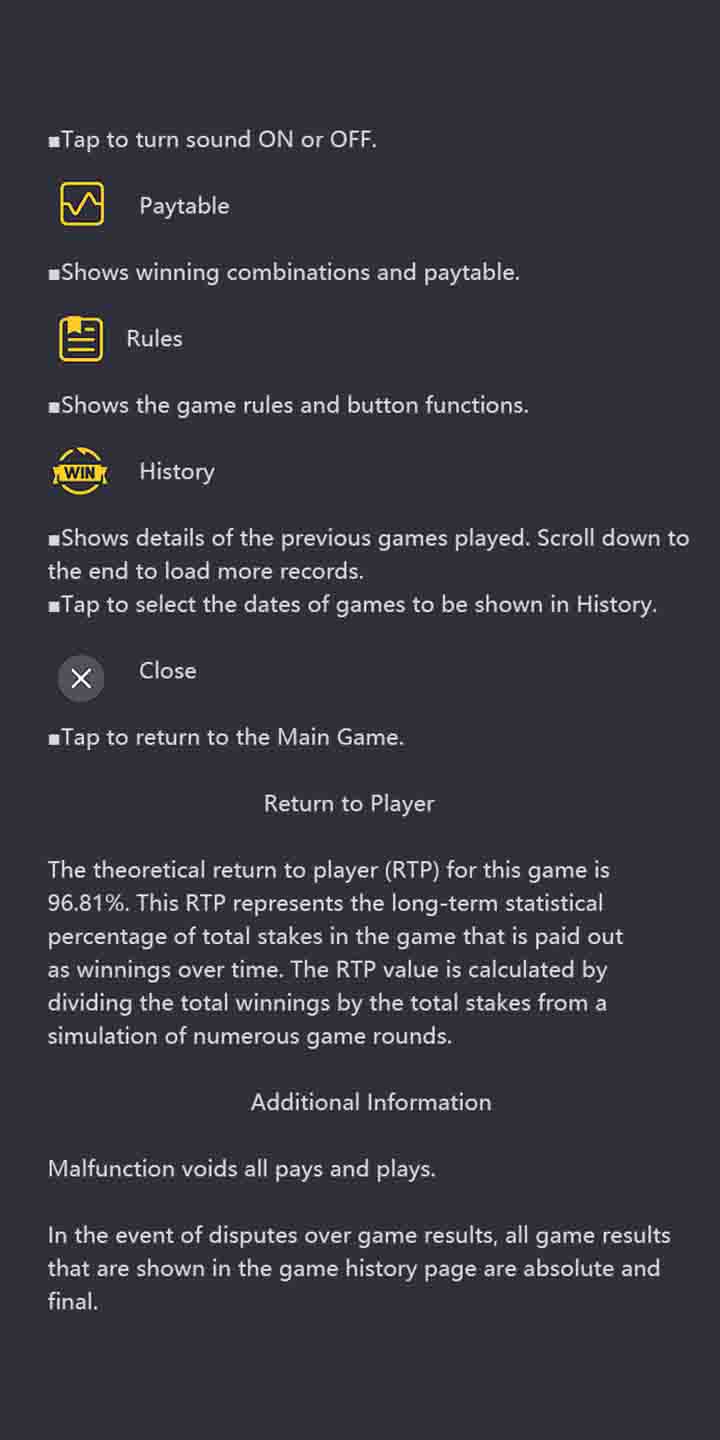 ■Tap to turn sound ON or OFF.
Paytable
■Shows winning combinations and paytable.
Rules
■Shows the game rules and button functions.
WIN History
■Shows details of the previous games played. Scroll down to
the end to load more records.
■Tap to select the dates of games to be shown in History.
Close
■Tap to return to the Main Game.
Return to Player
The theoretical return to player (RTP) for this game is
96.81%. This RTP represents the long-term statistical
percentage of total stakes in the game that is paid out
as winnings over time. The RTP value is calculated by
dividing the total winnings by the total stakes from a
simulation of numerous game rounds.
Additional Information
Malfunction voids all pays and plays.
In the event of disputes over game results, all game results
that are shown in the game history page are absolute and
final.